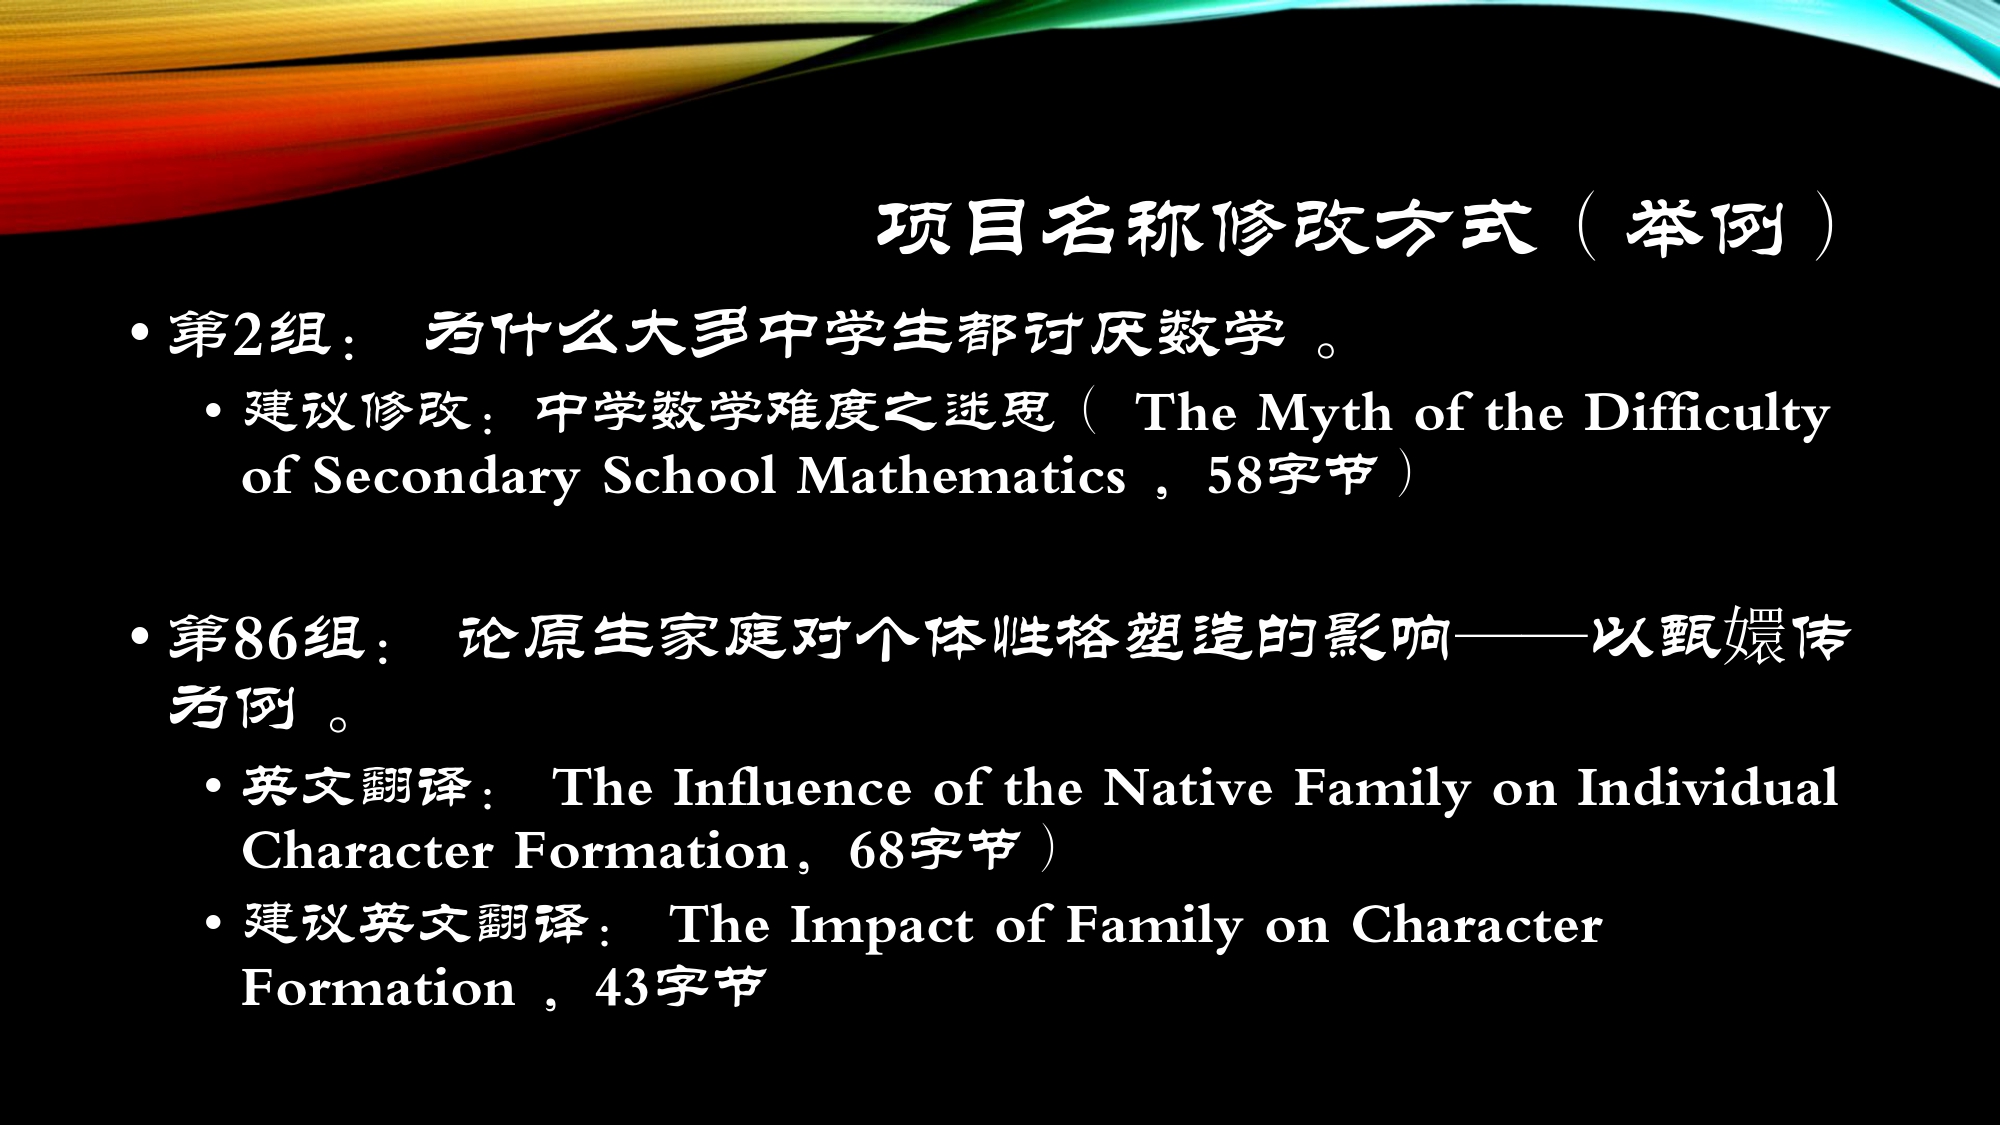 项目名称修改方式（举例）
• 第2组： 为什么大多中学生都讨厌数学 。
• 建议修改：中学数学难度之迷思（ The Myth of the Difficulty
of Secondary School Mathematics ，58字节）
• 第86组： 论原生家庭对个体性格塑造的影响——以甄嬛传
为例 。
• 英文翻译： The Influence of the Native Family on Individual
Character Formation，68字节）
• 建议英文翻译： The Impact of Family on Character
Formation ，43字节